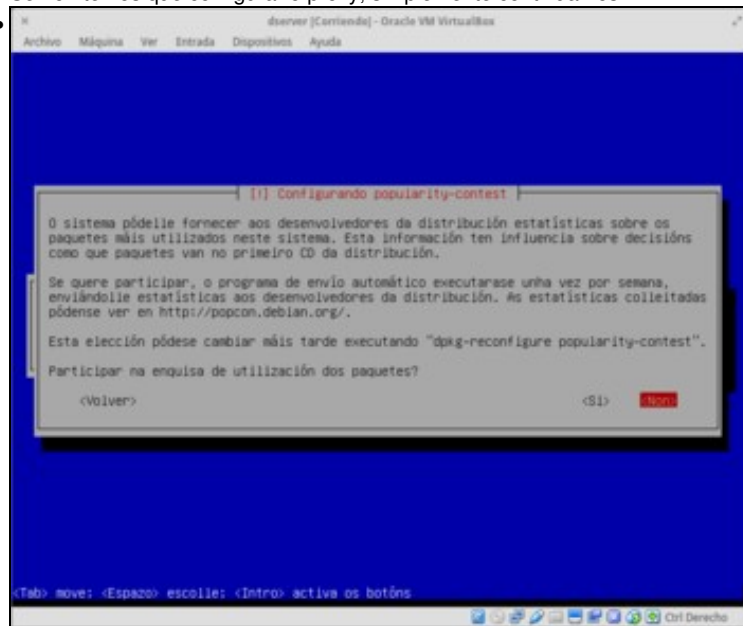 dserver [Corriendo] - Oracle VM VirtualBox
Archivo Máquina Ver Entrada Dispositivos Ayuda
[!] Configurando popularity-contest
O sistema pódelle fornecer aos desenvolvedores da distribución estatísticas sobre os
paquetes máis utilizados neste sistema. Esta información ten influencia sobre decisións
como que paquetes van no primeiro CD da distribución.
Se quere participar, o programa de envío automático executarase unha vez por semana,
enviándolle estatísticas aos desenvolvedores da distribución. As estatísticas colleitadas
pódense ver en http://popcon.debian.org/.
Esta elección pódese cambiar máis tarde executando "dpkg-reconfigure popularity-contest".
Participar na enquisa de utilización dos paquetes?
<Volver> <Si> <Non>
<Tab> move; <Espazo> escolle; <Intro> activa os botóns
Ctrl Derecho